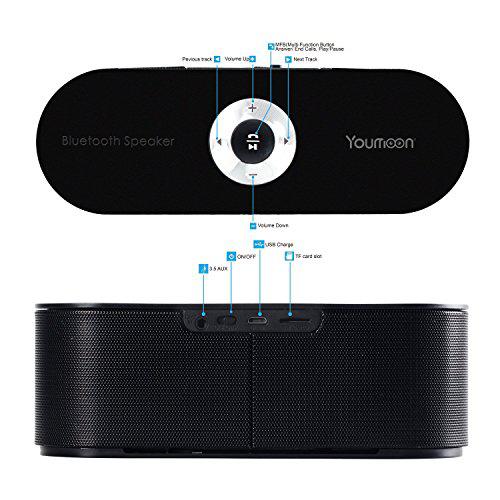 MFB(Multi Function Button
Answer/ End Calls, Play/Pause
Pevious track
Volume Up
Next Track
Bluetooth Speaker
Youmoon
Volume Down
USB Charge
ON/OFF
TF card slot
3.5 AUX